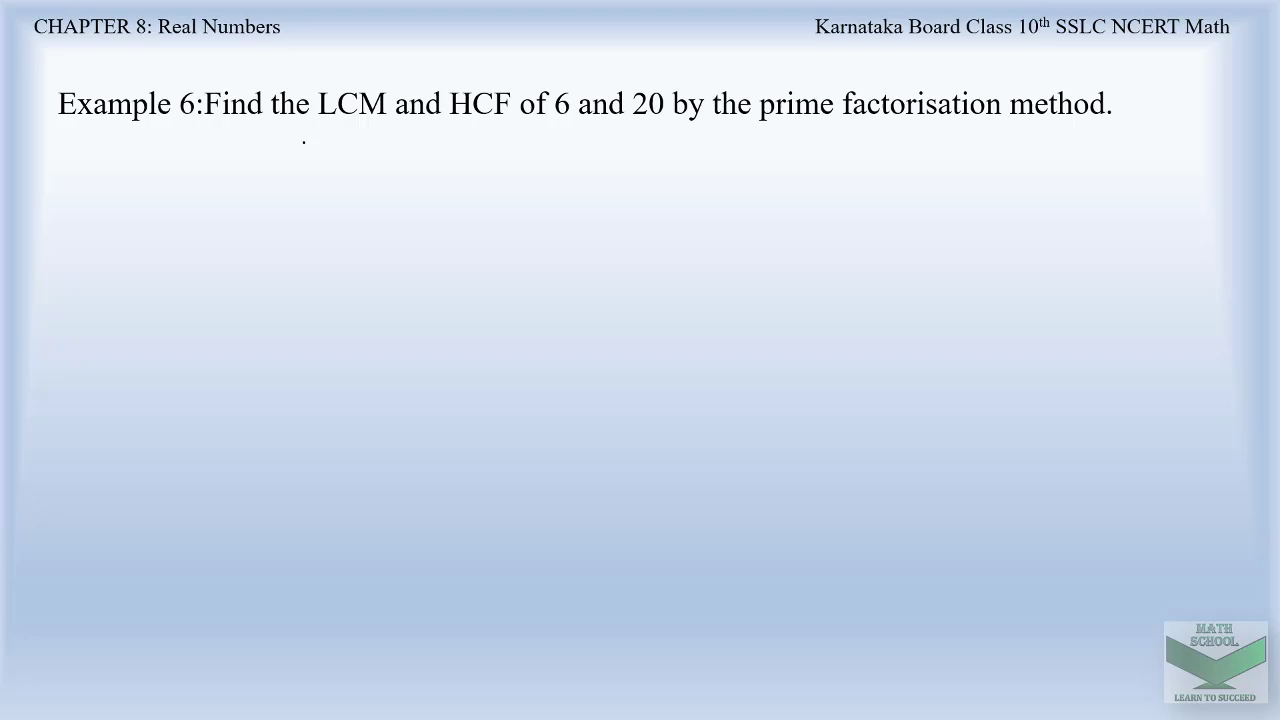 CHAPTER 8: Real Numbers
Karnataka Board Class 10th SSLC NCERT Math
Example 6:Find the LCM and HCF of 6 and 20 by the prime factorisation method.
.
MATH
SCHOOL
LEARN TO SUCCEED